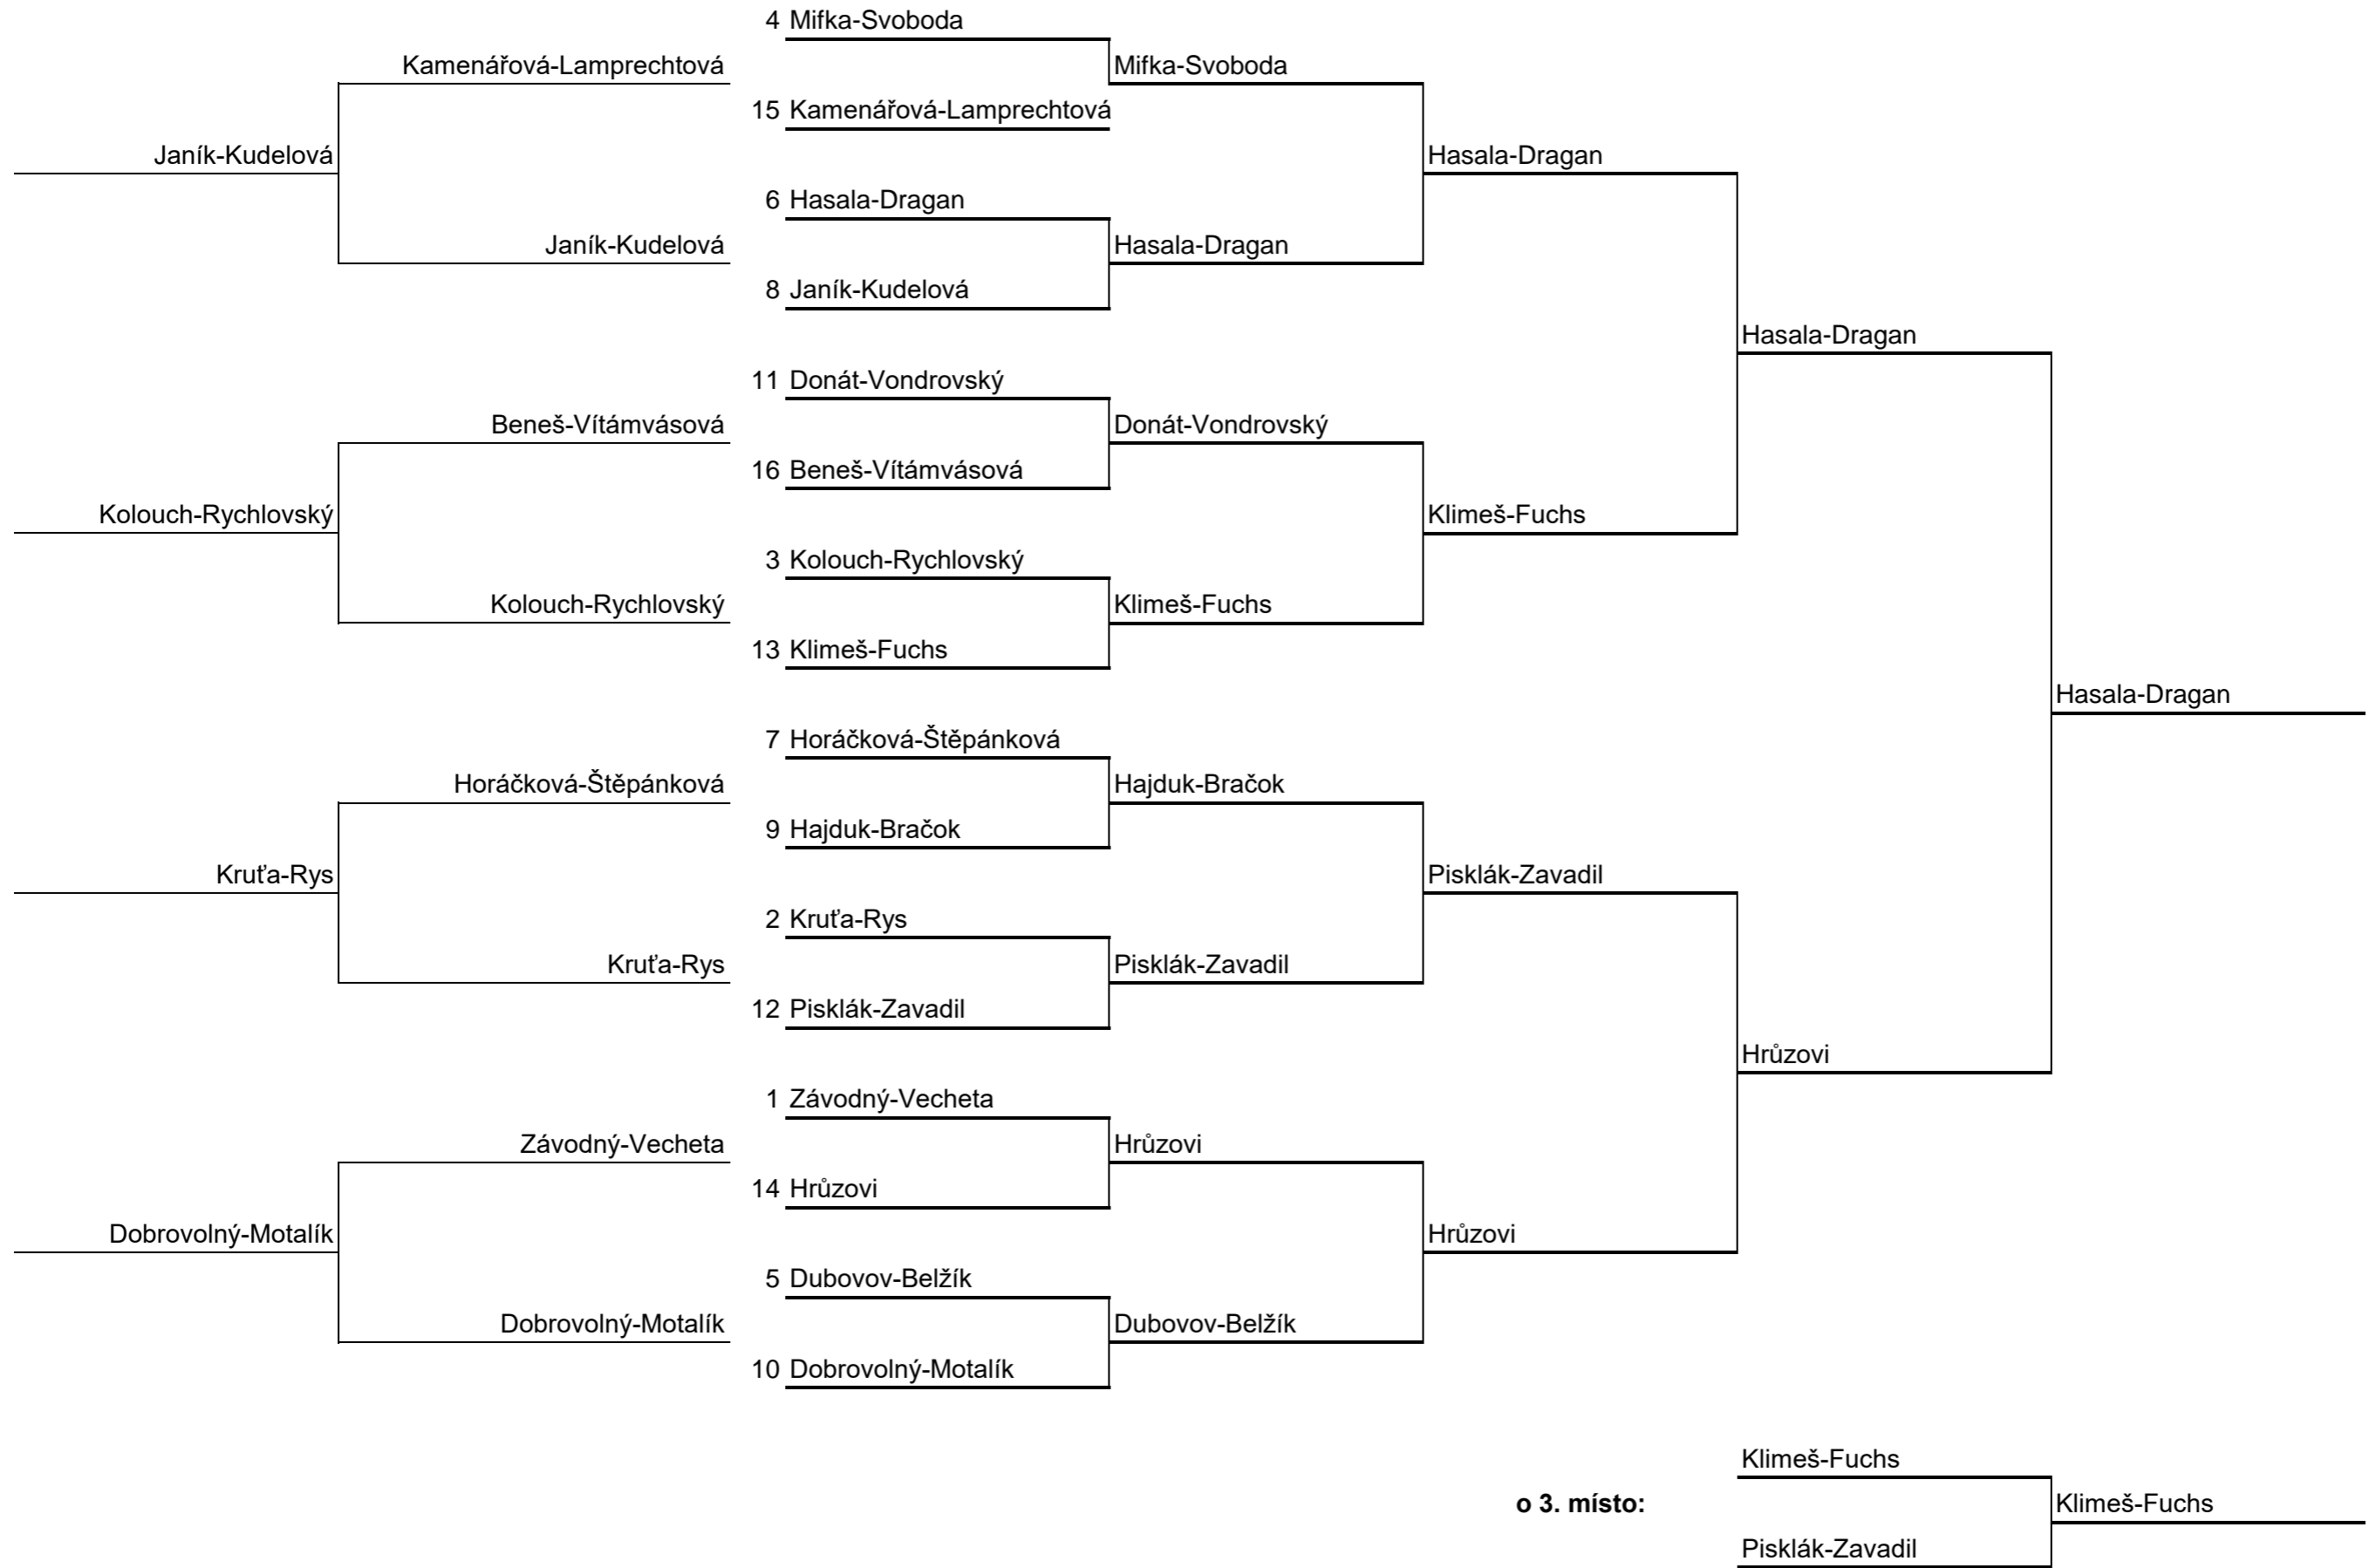 4 Mifka-Svoboda
Kamenářová-Lamprechtová Mifka-Svoboda
15 Kamenářová-Lamprechtová
Janík-Kudelová Hasala-Dragan
6 Hasala-Dragan
Janík-Kudelová Hasala-Dragan
8 Janík-Kudelová
Hasala-Dragan
11 Donát-Vondrovský
Beneš-Vítámvásová Donát-Vondrovský
16 Beneš-Vítámvásová
Kolouch-Rychlovský Klimeš-Fuchs
3 Kolouch-Rychlovský
Kolouch-Rychlovský Klimeš-Fuchs
13 Klimeš-Fuchs
Hasala-Dragan
7 Horáčková-Štěpánková
Horáčková-Štěpánková Hajduk-Bračok
9 Hajduk-Bračok
Kruťa-Rys Pisklák-Zavadil
2 Kruťa-Rys
Kruťa-Rys Pisklák-Zavadil
12 Pisklák-Zavadil
Hrůzovi
1 Závodný-Vecheta
Závodný-Vecheta Hrůzovi
14 Hrůzovi
Dobrovolný-Motalík Hrůzovi
5 Dubovov-Belžík
Dobrovolný-Motalík Dubovov-Belžík
10 Dobrovolný-Motalík
Klimeš-Fuchs
o 3. místo: Klimeš-Fuchs
Pisklák-Zavadil